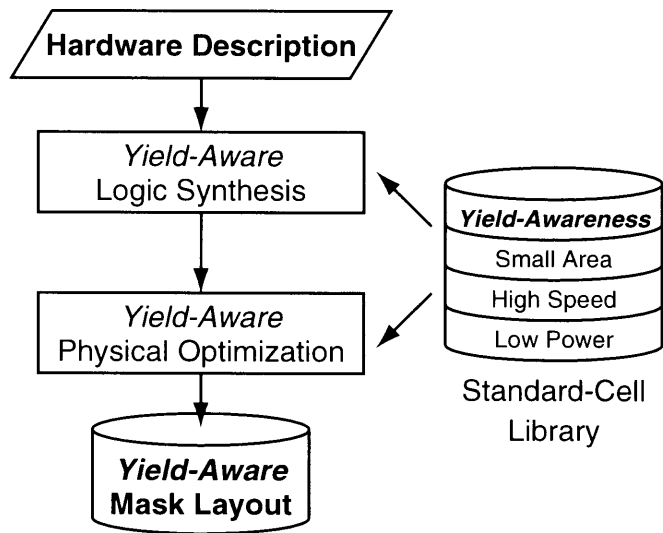 Hardware Description
Yield-Aware
Logic Synthesis
Yield-Aware
Physical Optimization
Yield-Aware
Mask Layout
Yield-Awareness
Small Area
High Speed
Low Power
Standard-Cell
Library